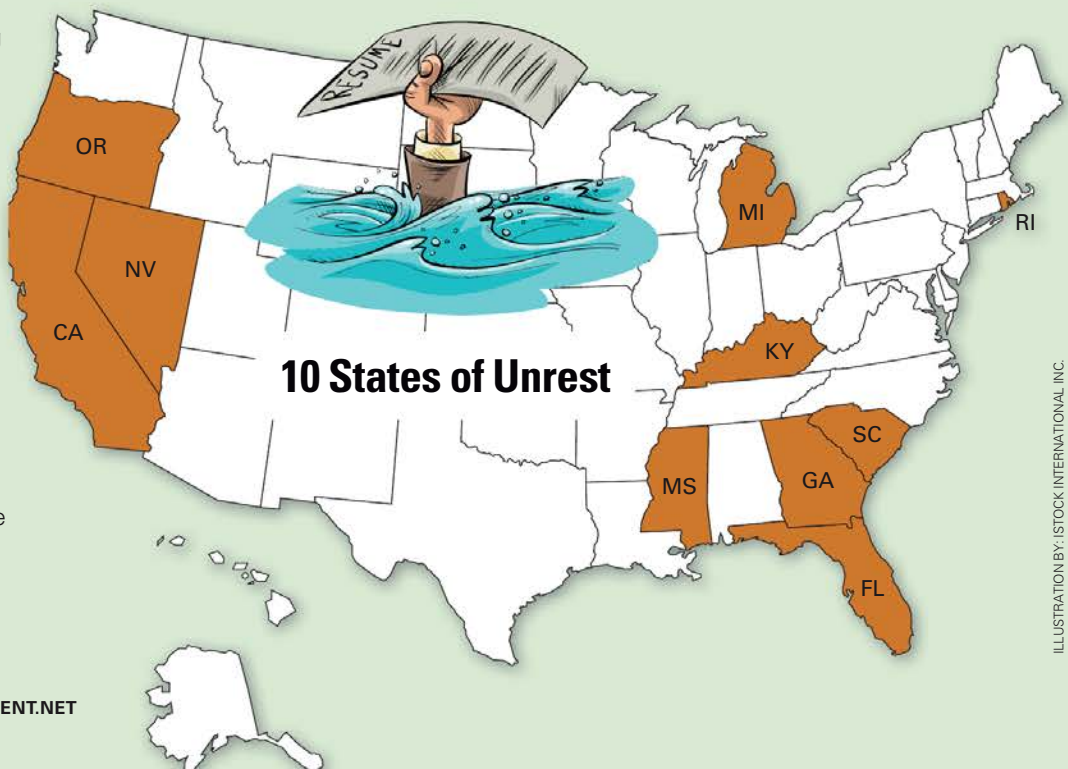 RESUME
OR
MI
RI
NV
CA
KY
10 States of Unrest
SC
MS
GA
e
FL
ENT.NET
ILLUSTRATION BY: ISTOCK INTERNATIONAL INC.